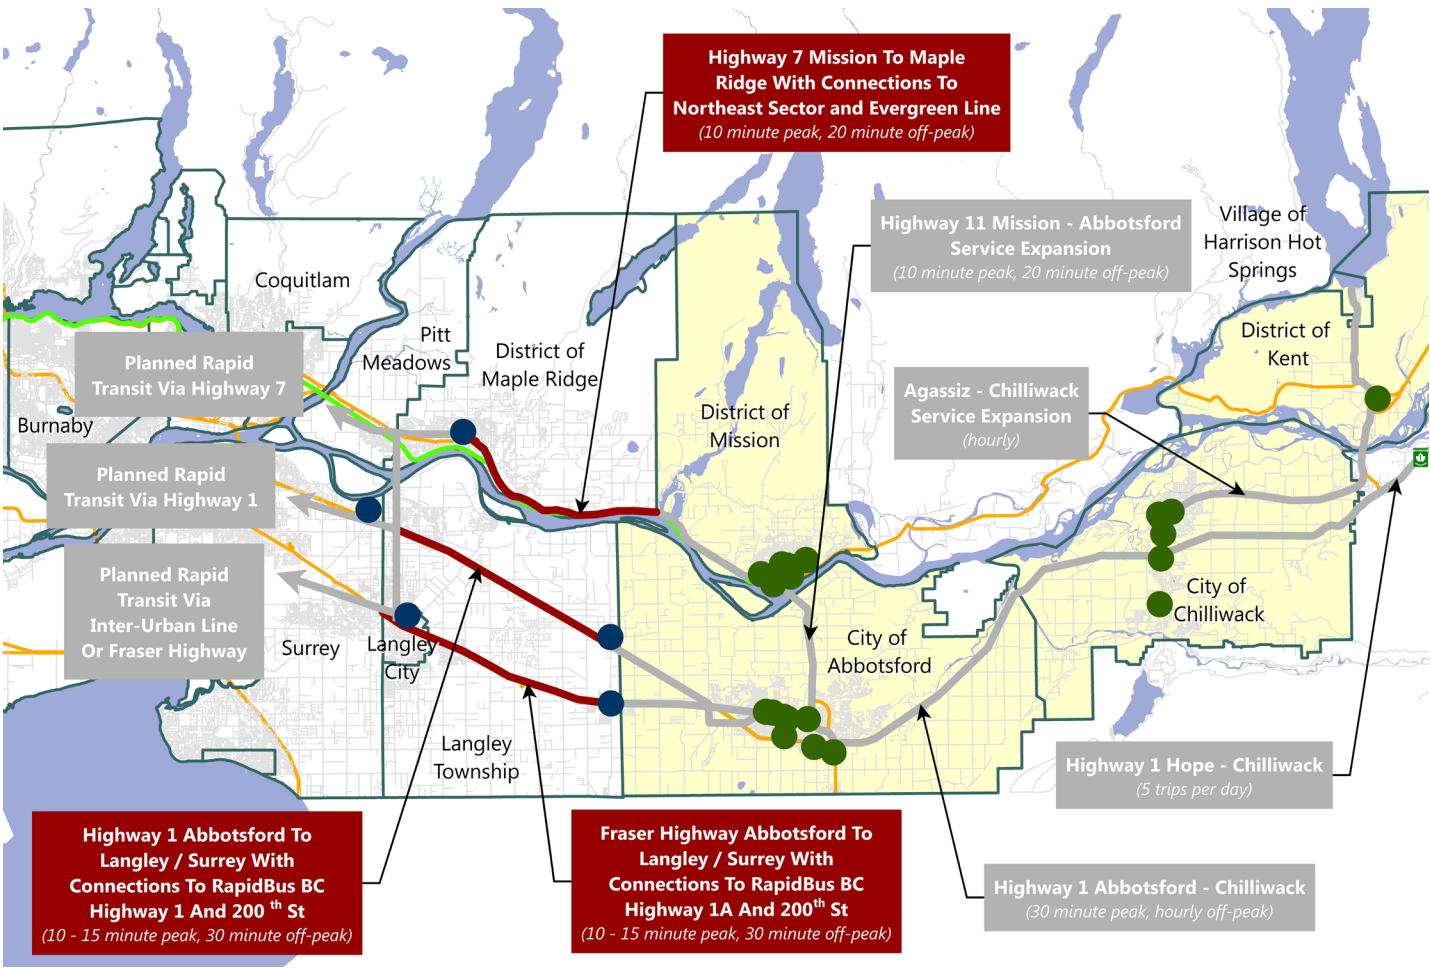 Highway 7 Mission To Maple
Ridge With Connections To
Northeast Sector and Evergreen Line
(10 minute peak, 20 minute off-peak)
Highway 11 Mission - Abbotsford
Service Expansion
(10 minute peak, 20 minute off-peak)
Village of
Harrison Hot
Springs
Coquitlam
Pitt
Meadows
District of
Maple Ridge
District of
Kent
Planned Rapid
Transit Via Highway 7
Agassiz - Chilliwack
Service Expansion
(hourly)
District of
Mission
Burnaby
Planned Rapid
Transit Via Highway 1
Planned Rapid
Transit Via
Inter-Urban Line
Or Fraser Highway
Surrey
Langley
City
City of
Abbotsford
City of
Chilliwack
Langley
Township
Highway 1 Hope - Chilliwack
(5 trips per day)
Highway 1 Abbotsford To
Langley / Surrey With
Connections To RapidBus BC
Highway 1 And 200 th St
(10 - 15 minute peak, 30 minute off-peak)
Fraser Highway Abbotsford To
Langley / Surrey With
Connections To RapidBus BC
Highway 1A And 200th St
(10 - 15 minute peak, 30 minute off-peak)
Highway 1 Abbotsford - Chilliwack
(30 minute peak, hourly off-peak)
1